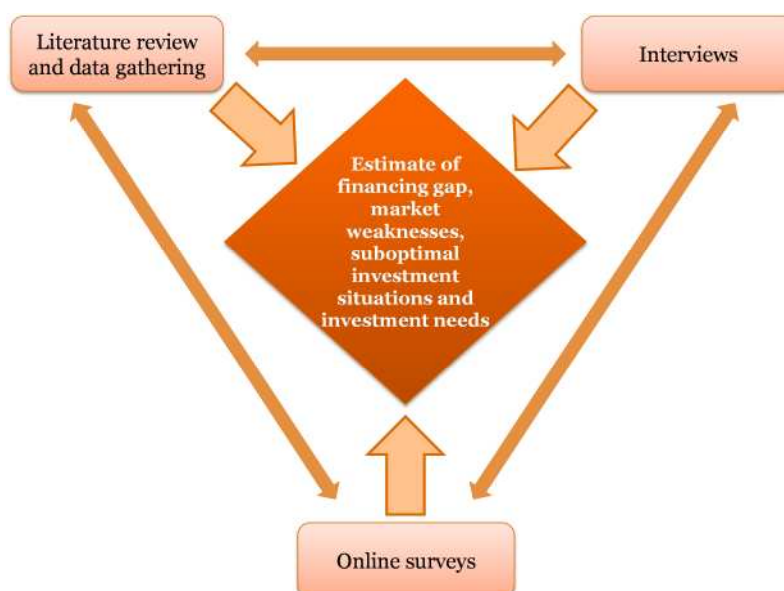 Literature review
and data gathering
Interviews
Estimate of
financing gap,
market
weaknesses,
suboptimal
investment
situations and
investment needs
Online surveys